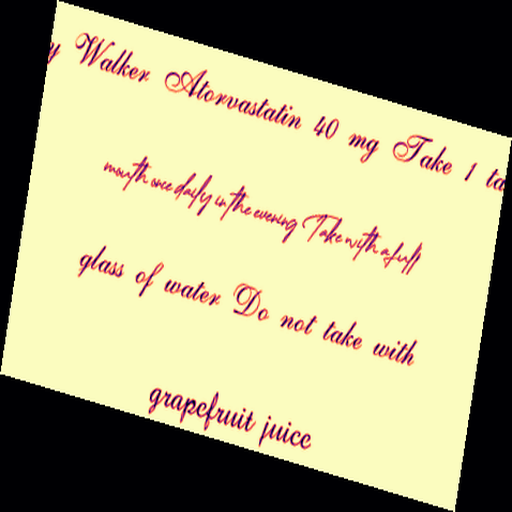 Walker Atorvastatin 40 mg Take 1
mouth once daily in the evening Take with a full
glass of water Do not take with
grapefruit juice